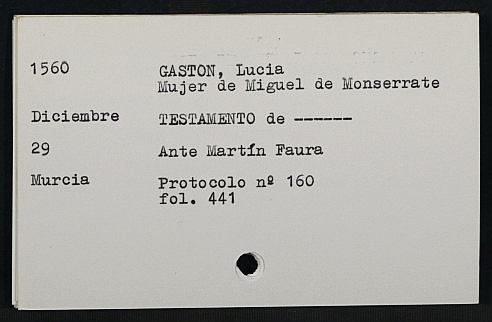 1560 GASTON, Lucia
Mujer de Miguel de Monserrate
Diciembre TESTAMENTO de ------
29 Ante Martín Faura
Murcia Protocolo nº 160
fol. 441